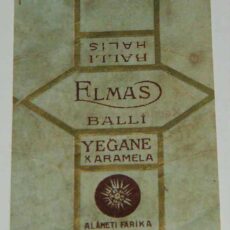 BALLI
HALİS
ELMAS
BALLI
YEGANE
KARAMELA
ALÂMETİ FARİKA